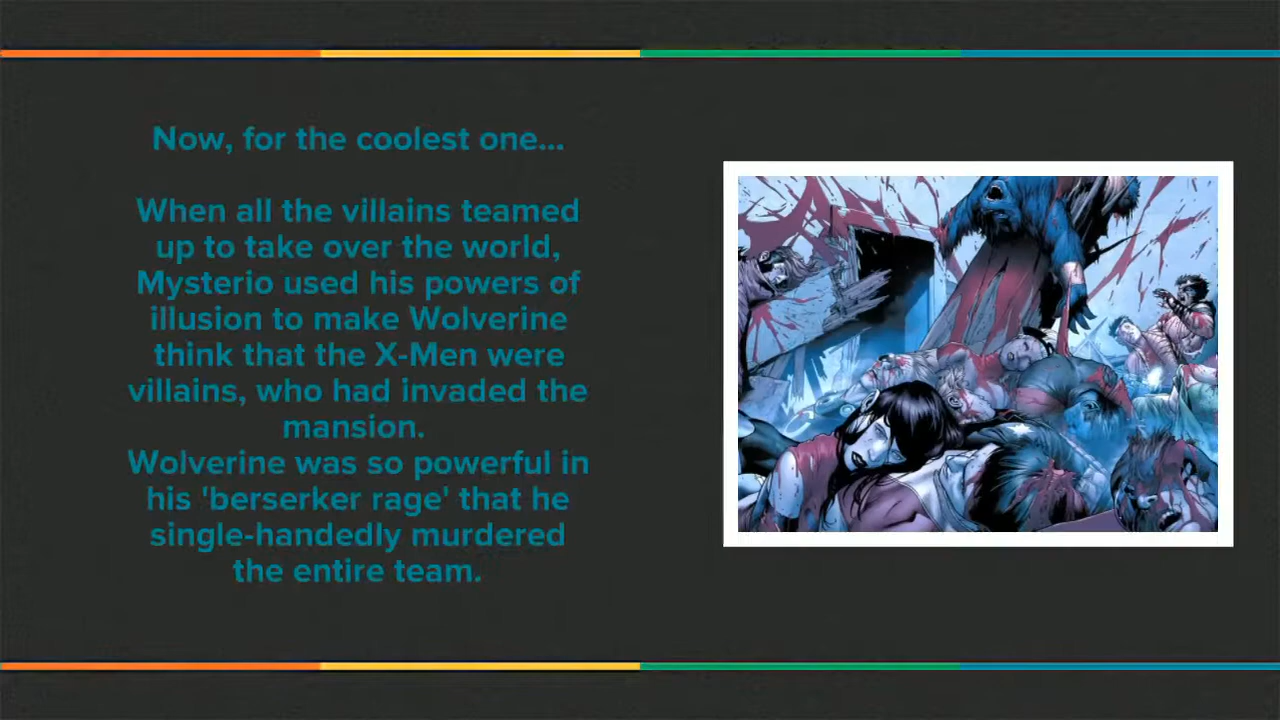 Now, for the coolest one...
When all the villains teamed
up to take over the world,
Mysterio used his powers of
illusion to make Wolverine
think that the X-Men were
villains, who had invaded the
mansion.
Wolverine was so powerful in
his 'berserker rage' that he
single-handedly murdered
the entire team.